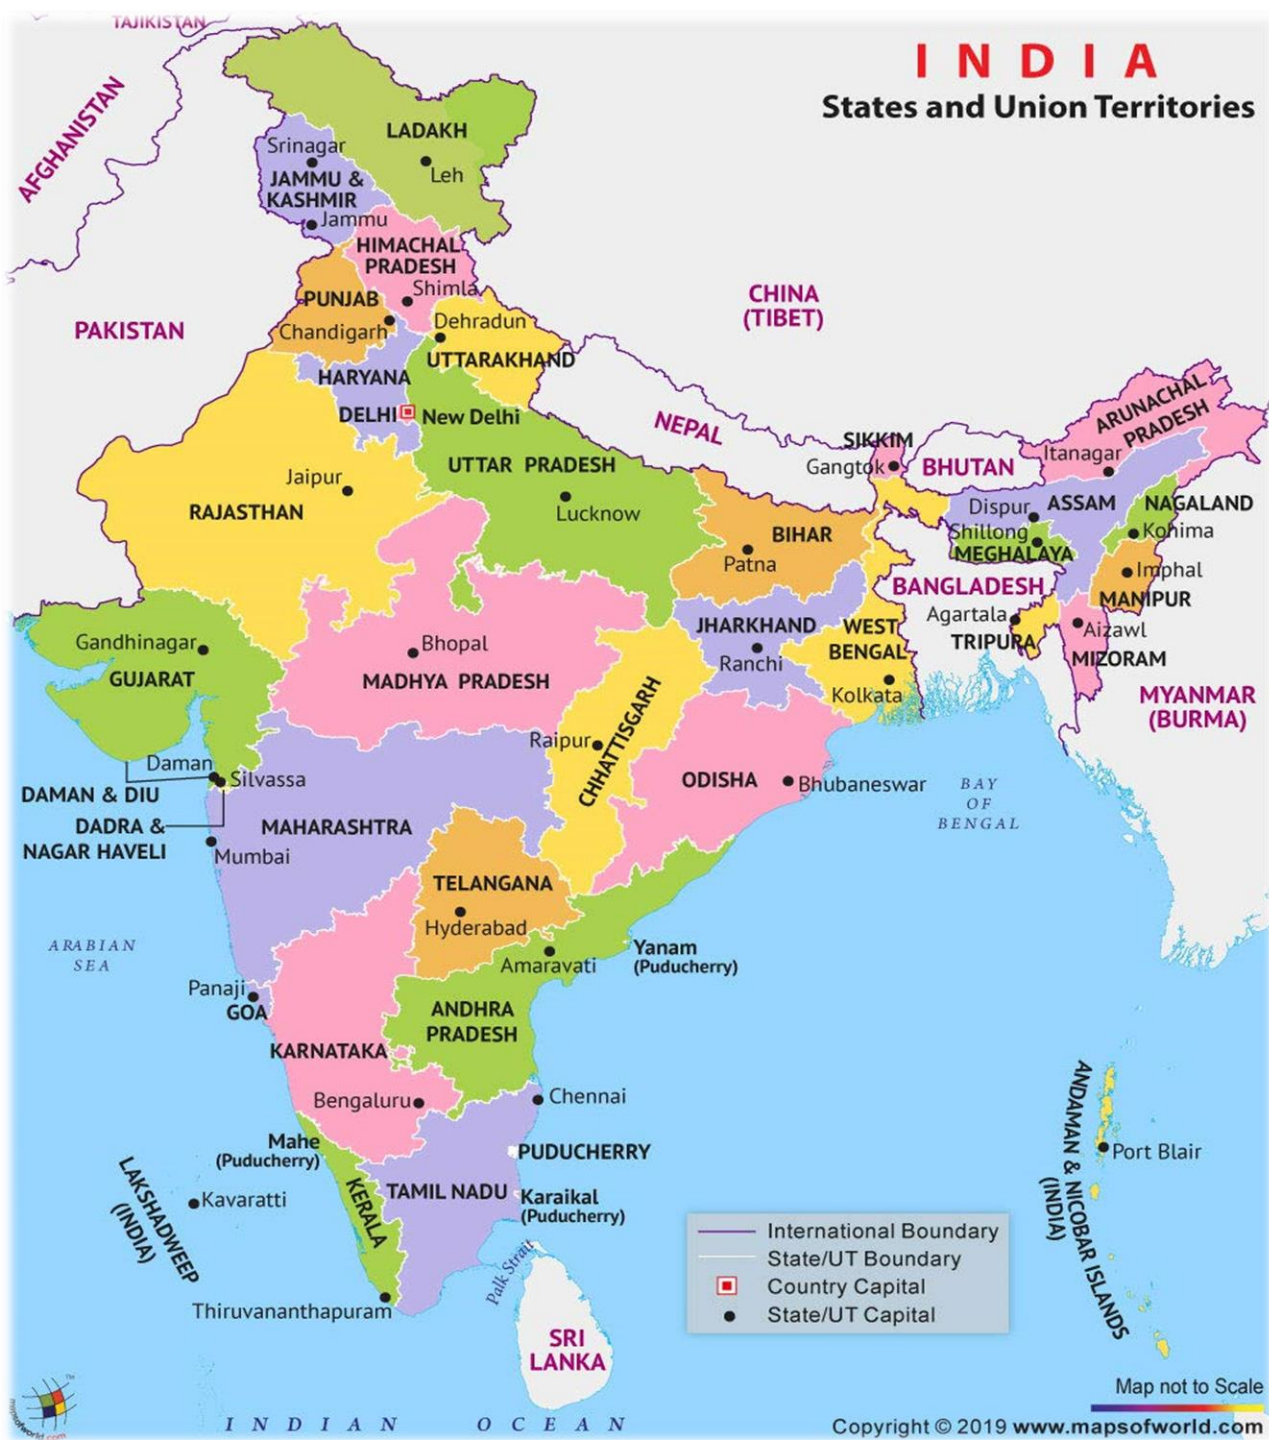 TAJIKISTAN
INDIA
States and Union Territories
AFGHANISTAN
LADAKH
Leh
Srinagar
JAMMU &
KASHMIR
Jammu
HIMACHAL
PRADESH
Shimla
PUNJAB
Chandigarh
CHINA
(TIBET)
PAKISTAN
Dehradun
UTTARAKHAND
HARYANA
DELHI
New Delhi
NEPAL
ARUNACHAL
PRADESH
Itanagar
SIKKIM
Gangtok
BHUTAN
UTTAR PRADESH
Lucknow
Jaipur
RAJASTHAN
Dispur
ASSAM
NAGALAND
Kohima
Shillong
MEGHALAYA
BIHAR
Patna
Imphal
MANIPUR
BANGLADESH
Agartala
TRIPURA
Aizawl
MIZORAM
JHARKHAND
Ranchi
WEST
BENGAL
Kolkata
Gandhinagar
GUJARAT
Bhopal
MADHYA PRADESH
MYANMAR
(BURMA)
Raipur
CHHATTISGARH
ODISHA
Bhubaneswar
BAY
OF
BENGAL
Daman
Silvassa
DAMAN & DIU
DADRA &
NAGAR HAVELI
MAHARASHTRA
Mumbai
TELANGANA
Hyderabad
ARABIAN
SEA
Amaravati
Yanam
(Puducherry)
Panaji
GOA
ANDHRA
PRADESH
KARNATAKA
Bengaluru
Chennai
Mahe
(Puducherry)
PUDUCHERRY
LAKSHADWEEP
(INDIA)
Kavaratti
KERALA
TAMIL NADU
Karaikal
(Puducherry)
ANDAMAN & NICOBAR ISLANDS
(INDIA)
Port Blair
Palk Strait
Thiruvananthapuram
SRI
LANKA
International Boundary
State/UT Boundary
Country Capital
State/UT Capital
INDIAN OCEAN
Map not to Scale
Copyright © 2019 www.mapsofworld.com
mapsofworld.com
TM